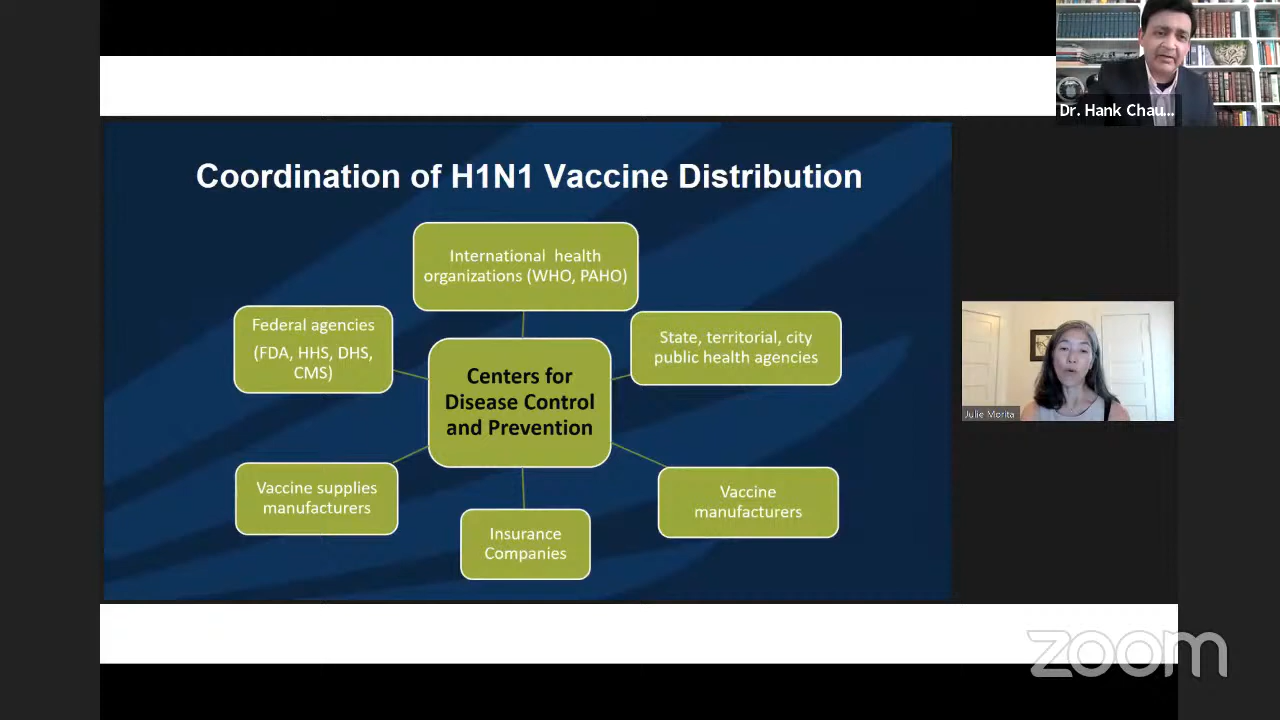 Dr. Hank Chau...
Coordination of H1N1 Vaccine Distribution
International health
organizations (WHO, PAHO)
Federal agencies
(FDA, HHS, DHS,
CMS)
State, territorial, city
public health agencies
Centers for
Disease Control
and Prevention
Julie Morita
Vaccine supplies
manufacturers
Vaccine
manufacturers
Insurance
Companies
zoom